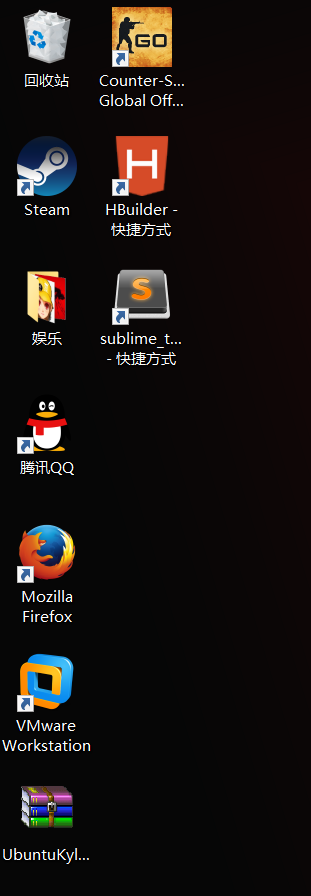 回收站
Steam
娱乐
腾讯QQ
Mozilla
Firefox
VMware
Workstation
UbuntuKyl...
GO
Counter-S...
Global Off...
H
HBuilder -
快捷方式
S
sublime_t...
- 快捷方式